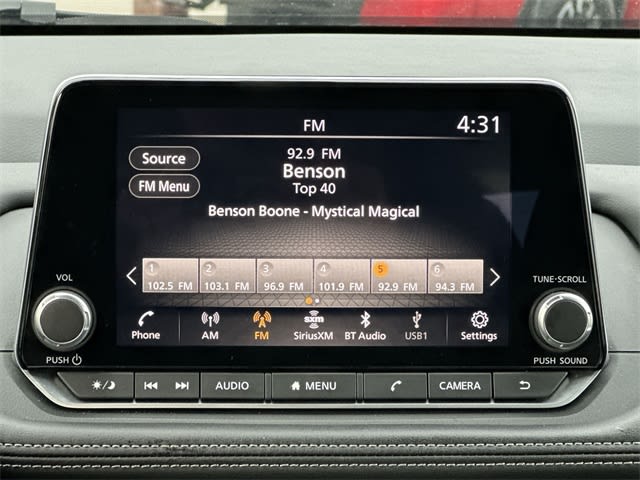 FM
4:31
Source
FM Menu
92.9 FM
Benson
Top 40
Benson Boone - Mystical Magical
1 2 3 4 5 6
102.5 FM 103.1 FM 96.9 FM 101.9 FM 92.9 FM 94.3 FM
sxm
Phone AM FM SiriusXM BT Audio USB1 Settings
VOL
PUSH
TUNE·SCROLL
PUSH SOUND
AUDIO MENU CAMERA